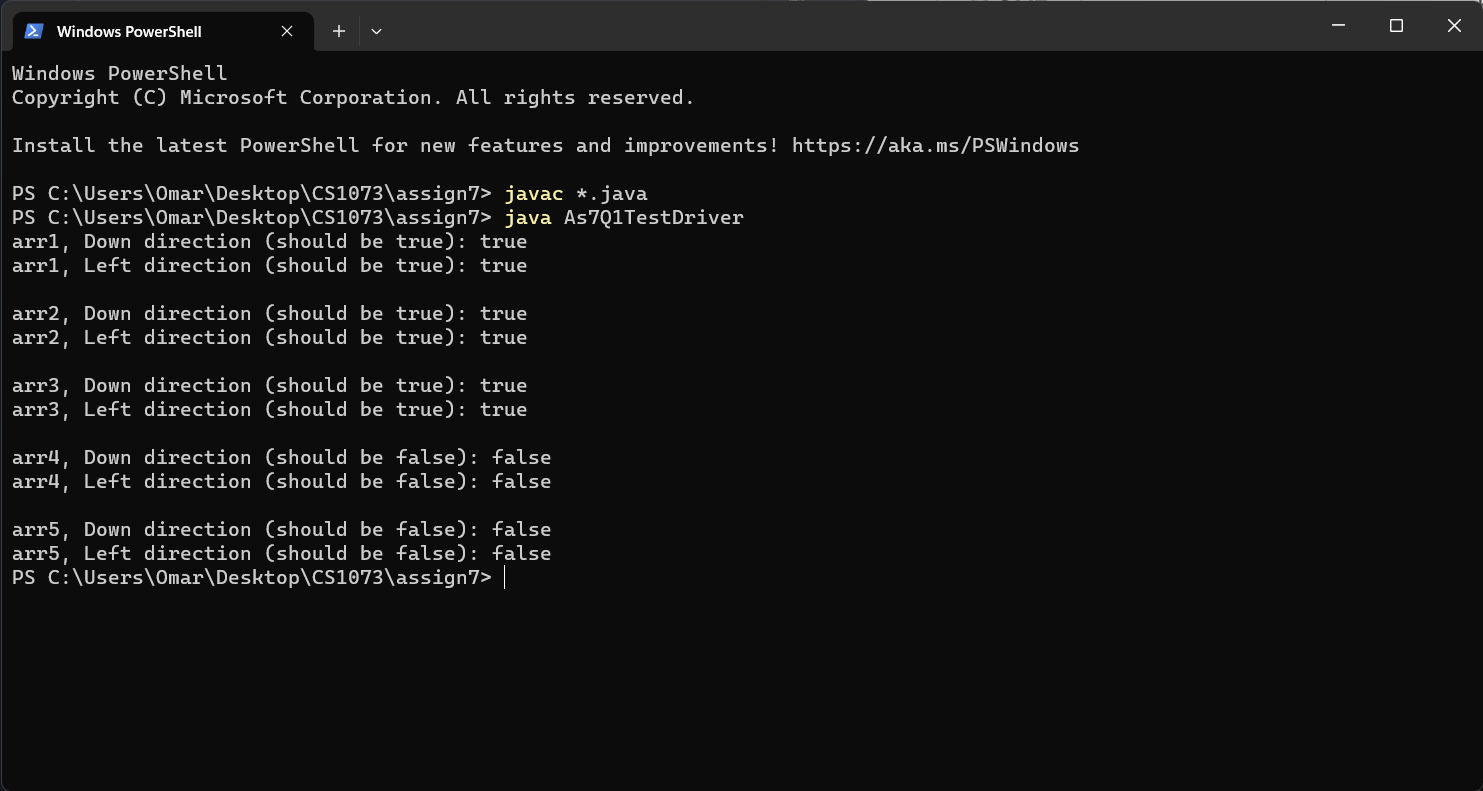 Windows PowerShell
Windows PowerShell
Copyright (C) Microsoft Corporation. All rights reserved.
Install the latest PowerShell for new features and improvements! https://aka.ms/PSWindows
PS C:\Users\Omar\Desktop\CS1073\assign7> javac *.java
PS C:\Users\Omar\Desktop\CS1073\assign7> java As7Q1TestDriver
arr1, Down direction (should be true): true
arr1, Left direction (should be true): true
arr2, Down direction (should be true): true
arr2, Left direction (should be true): true
arr3, Down direction (should be true): true
arr3, Left direction (should be true): true
arr4, Down direction (should be false): false
arr4, Left direction (should be false): false
arr5, Down direction (should be false): false
arr5, Left direction (should be false): false
PS C:\Users\Omar\Desktop\CS1073\assign7>